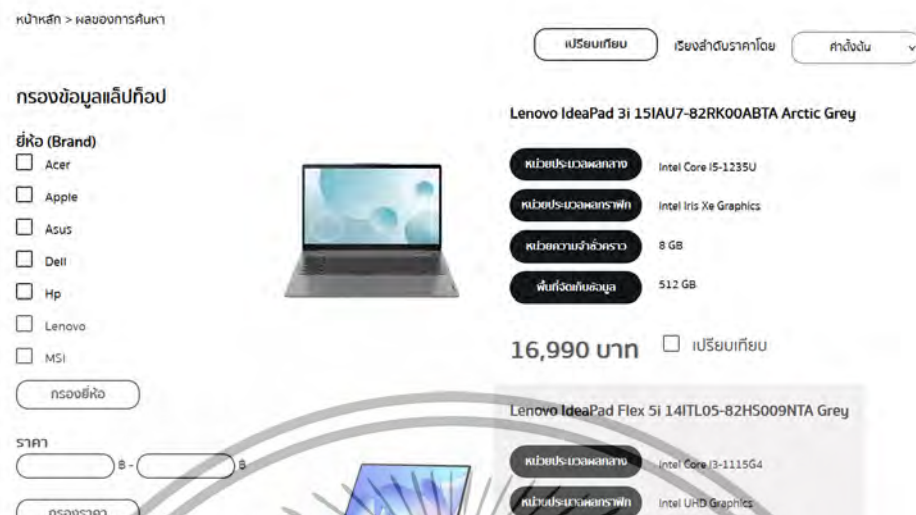 หน้าหลัก > ผลของการค้นหา
เปรียบเทียบ
เรียงลำดับราคาโดย
ค่าตั้งต้น
กรองข้อมูลแล็ปท็อป
ยี่ห้อ (Brand)
Acer
Apple
Asus
Dell
Hp
Lenovo
MSI
กรองยี่ห้อ
ราคา
฿ - ฿
กรองราคา
Lenovo IdeaPad 3i 15IAU7-82RK00ABTA Arctic Grey
หน่วยประมวลผลกลาง Intel Core i5-1235U
หน่วยประมวลผลกราฟิก Intel Iris Xe Graphics
หน่วยความจำชั่วคราว 8 GB
พื้นที่จัดเก็บข้อมูล 512 GB
16,990 บาท เปรียบเทียบ
Lenovo IdeaPad Flex 5i 14ITL05-82HS009NTA Grey
หน่วยประมวลผลกลาง Intel Core i3-1115G4
หน่วยประมวลผลกราฟิก Intel UHD Graphics